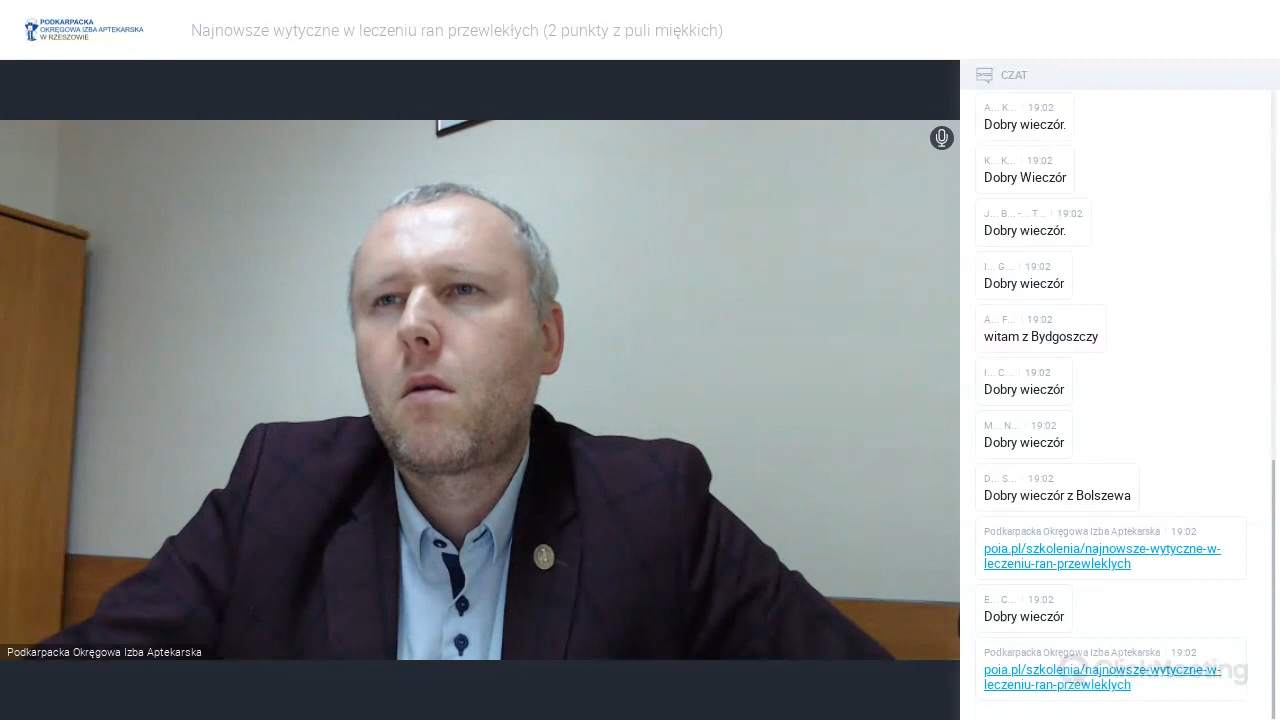 PODKARPACKA
OKRĘGOWA IZBA APTEKARSKA
W RZESZOWIE
Najnowsze wytyczne w leczeniu ran przewlekłych (2 punkty z puli miękkich)
CZAT
A... K... 19:02
Dobry wieczór.
K... K... 19:02
Dobry Wieczór
J... B... -... T... 19:02
Dobry wieczór.
I... G... 19:02
Dobry wieczór
A... F... 19:02
witam z Bydgoszczy
I... C... 19:02
Dobry wieczór
M... N... 19:02
Dobry wieczór
D... S... 19:02
Dobry wieczór z Bolszewa
Podkarpacka Okręgowa Izba Aptekarska 19:02
poia.pl/szkolenia/najnowsze-wytyczne-w-
leczeniu-ran-przewleklych
E... C... 19:02
Dobry wieczór
Podkarpacka Okręgowa Izba Aptekarska 19:02
poia.pl/szkolenia/najnowsze-wytyczne-w-
leczeniu-ran-przewleklych
ClickMeeting
Podkarpacka Okręgowa Izba Aptekarska